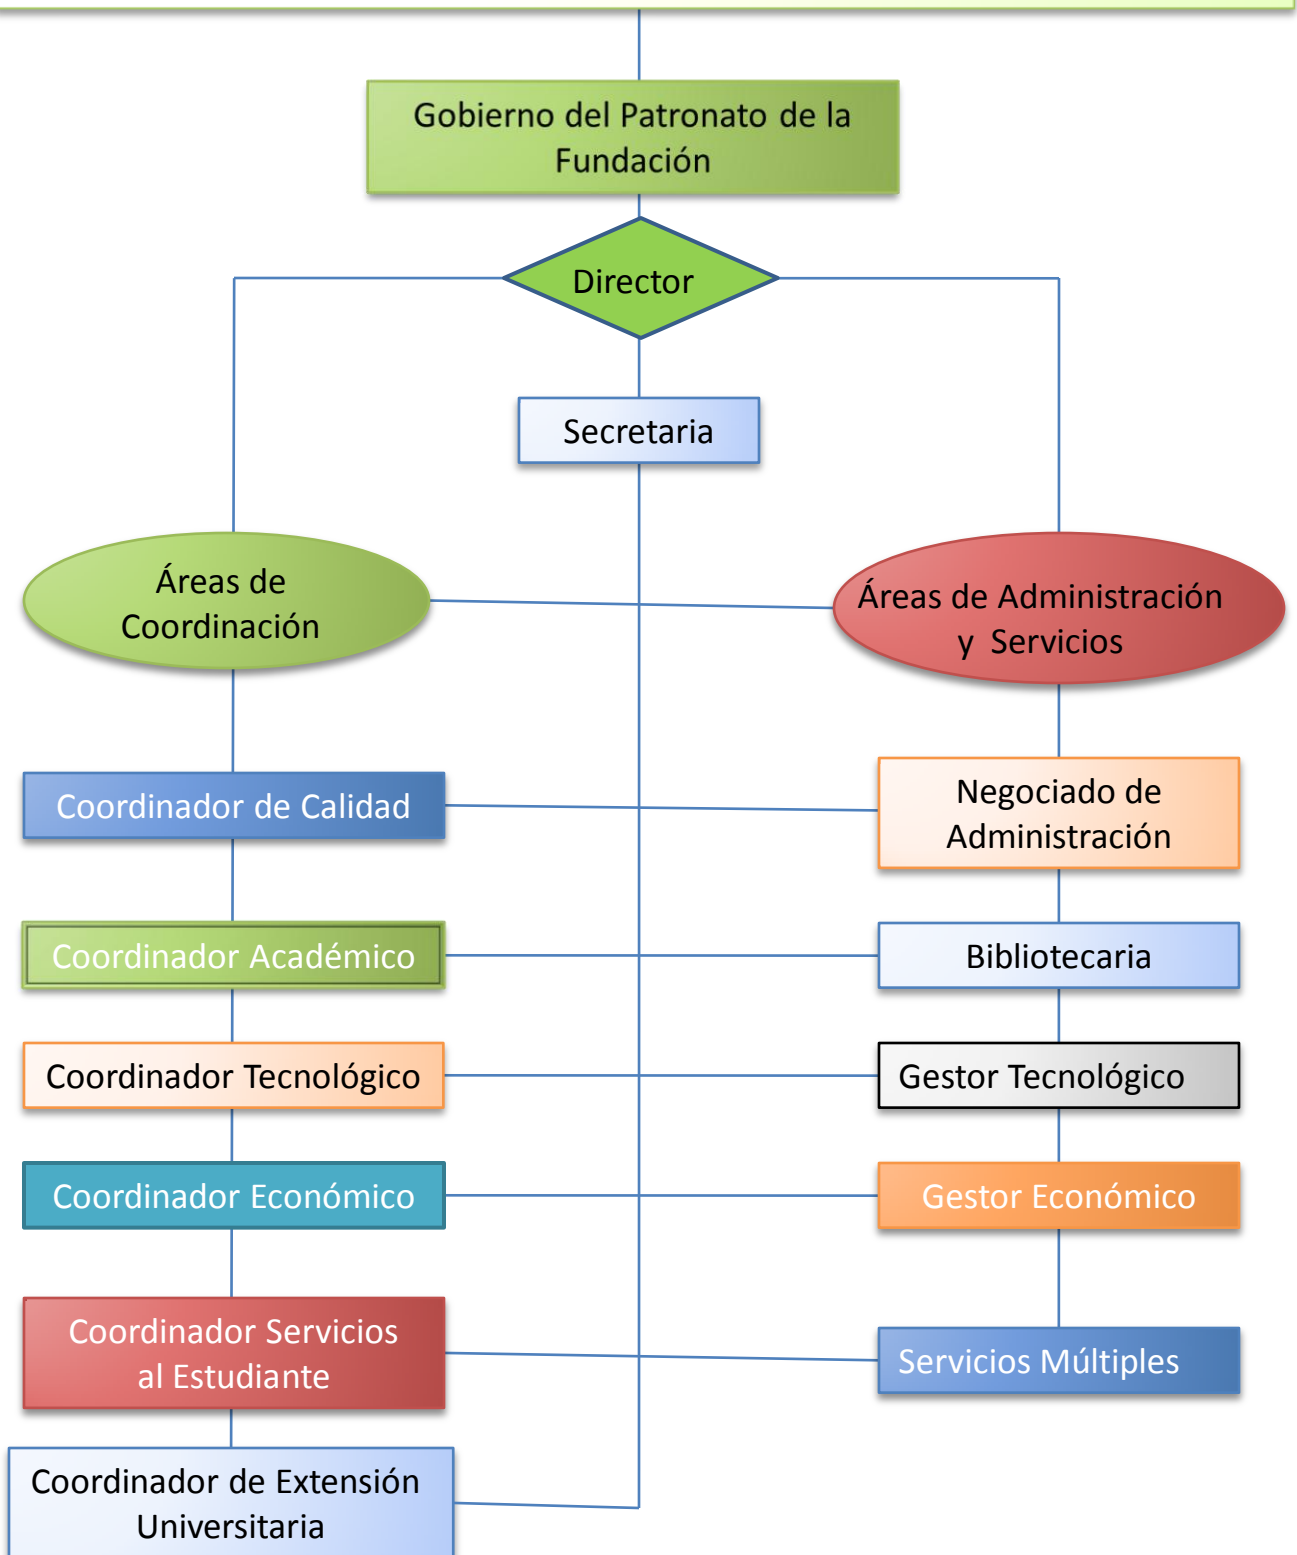 Gobierno del Patronato de la
Fundación
Director
Secretaria
Áreas de
Coordinación
Áreas de Administración
y Servicios
Coordinador de Calidad
Negociado de
Administración
Coordinador Académico
Bibliotecaria
Coordinador Tecnológico
Gestor Tecnológico
Coordinador Económico
Gestor Económico
Coordinador Servicios
al Estudiante
Servicios Múltiples
Coordinador de Extensión
Universitaria